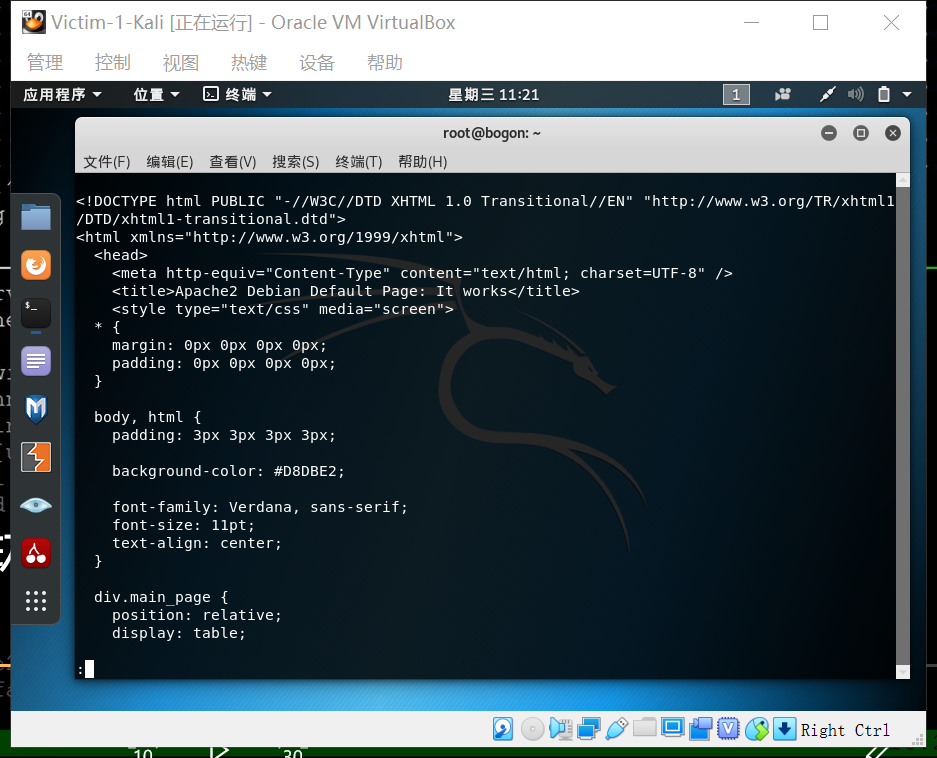 Victim-1-Kali [正在运行] - Oracle VM VirtualBox
管理 控制 视图 热键 设备 帮助
应用程序 位置 终端 星期三 11:21 1
root@bogon: ~
文件(F) 编辑(E) 查看(V) 搜索(S) 终端(T) 帮助(H)
<!DOCTYPE html PUBLIC "-//W3C//DTD XHTML 1.0 Transitional//EN" "http://www.w3.org/TR/xhtml1
/DTD/xhtml1-transitional.dtd">
<html xmlns="http://www.w3.org/1999/xhtml">
  <head>
    <meta http-equiv="Content-Type" content="text/html; charset=UTF-8" />
    <title>Apache2 Debian Default Page: It works</title>
    <style type="text/css" media="screen">
  * {
    margin: 0px 0px 0px 0px;
    padding: 0px 0px 0px 0px;
  }
  body, html {
    padding: 3px 3px 3px 3px;
    background-color: #D8DBE2;
    font-family: Verdana, sans-serif;
    font-size: 11pt;
    text-align: center;
  }
  div.main_page {
    position: relative;
    display: table;
:
Right Ctrl
10 30